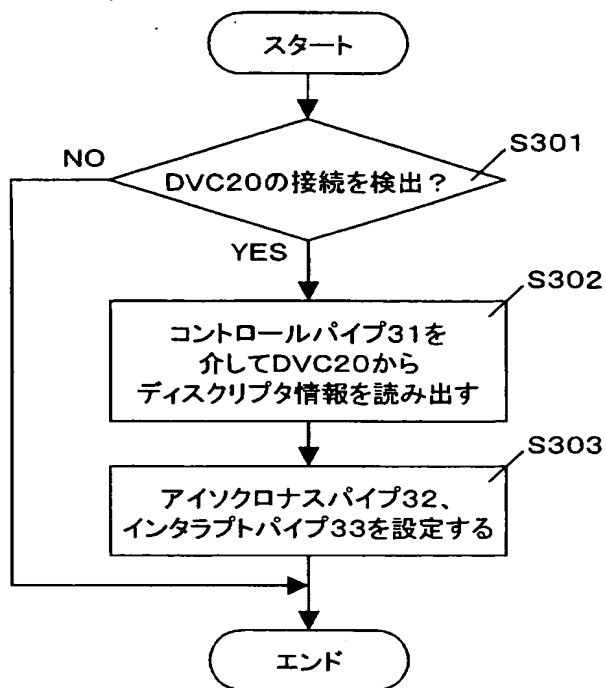 スタート
S301
NO
DVC20の接続を検出?
YES
S302
コントロールパイプ31を
介してDVC20から
ディスクリプタ情報を読み出す
S303
アイソクロナスパイプ32、
インタラプトパイプ33を設定する
エンド